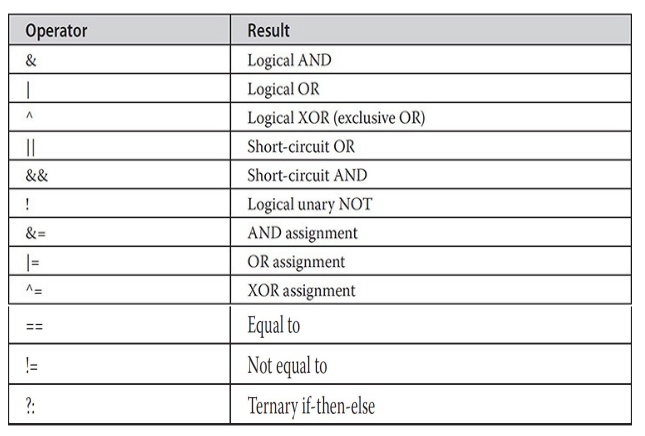 Operator Result
& Logical AND
| Logical OR
^ Logical XOR (exclusive OR)
|| Short-circuit OR
&& Short-circuit AND
! Logical unary NOT
&= AND assignment
|= OR assignment
^= XOR assignment
== Equal to
!= Not equal to
?: Ternary if-then-else